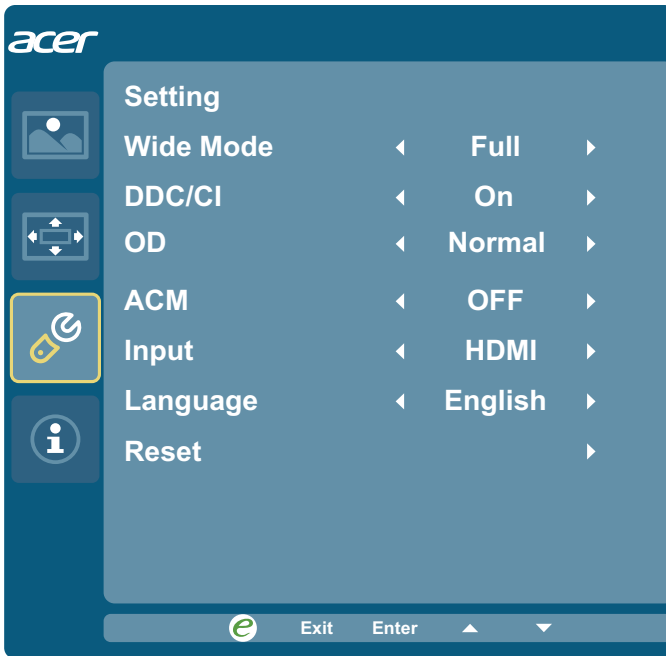 acer
Setting
Wide Mode Full
DDC/CI On
OD Normal
ACM OFF
Input HDMI
Language English
Reset
e Exit Enter